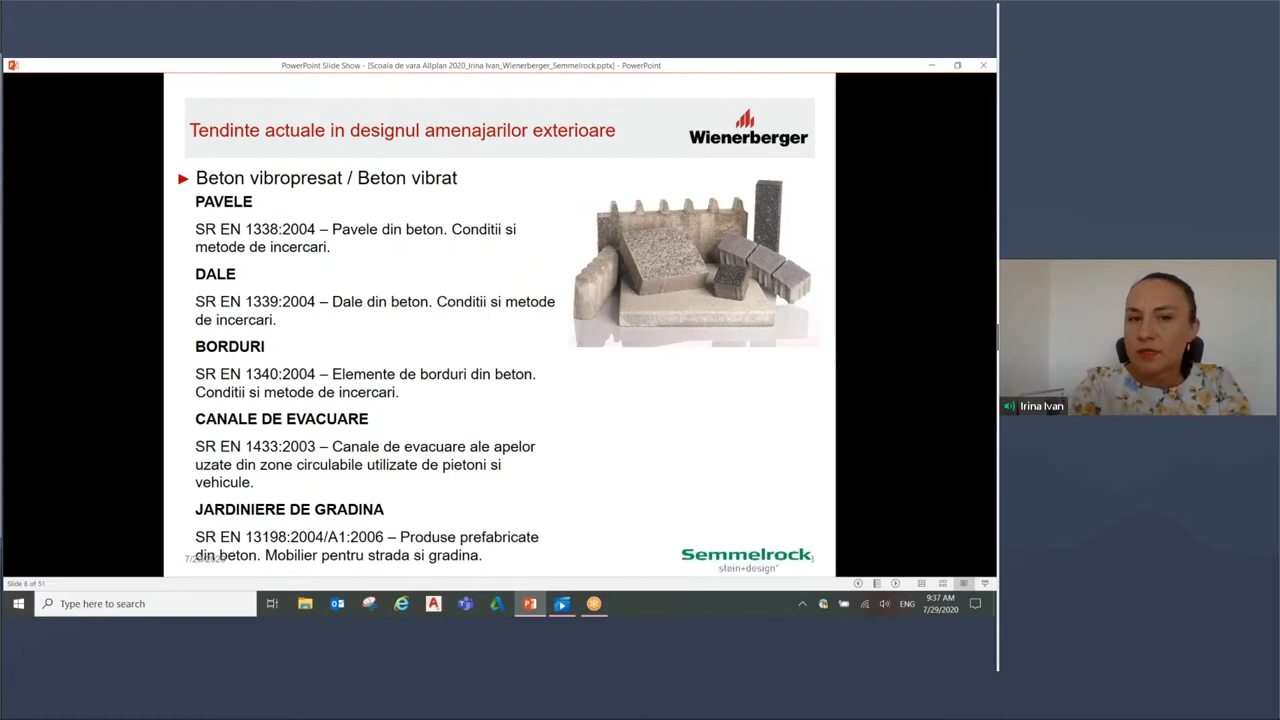 PowerPoint Slide Show - [Scoala de vara Allplan 2020_Irina Ivan_Wienerberger_Semmelrock.pptx] - PowerPoint
Tendinte actuale in designul amenajarilor exterioare
Wienerberger
Beton vibropresat / Beton vibrat
PAVELE
SR EN 1338:2004 – Pavele din beton. Conditii si
metode de incercari.
DALE
SR EN 1339:2004 – Dale din beton. Conditii si metode
de incercari.
BORDURI
SR EN 1340:2004 – Elemente de borduri din beton.
Conditii si metode de incercari.
CANALE DE EVACUARE
SR EN 1433:2003 – Canale de evacuare ale apelor
uzate din zone circulabile utilizate de pietoni si
vehicule.
JARDINIERE DE GRADINA
SR EN 13198:2004/A1:2006 – Produse prefabricate
din beton. Mobilier pentru strada si gradina.
Semmelrock
stein+design
Irina Ivan
Slide 8 of 51
Type here to search
ENG
9:37 AM
7/29/2020